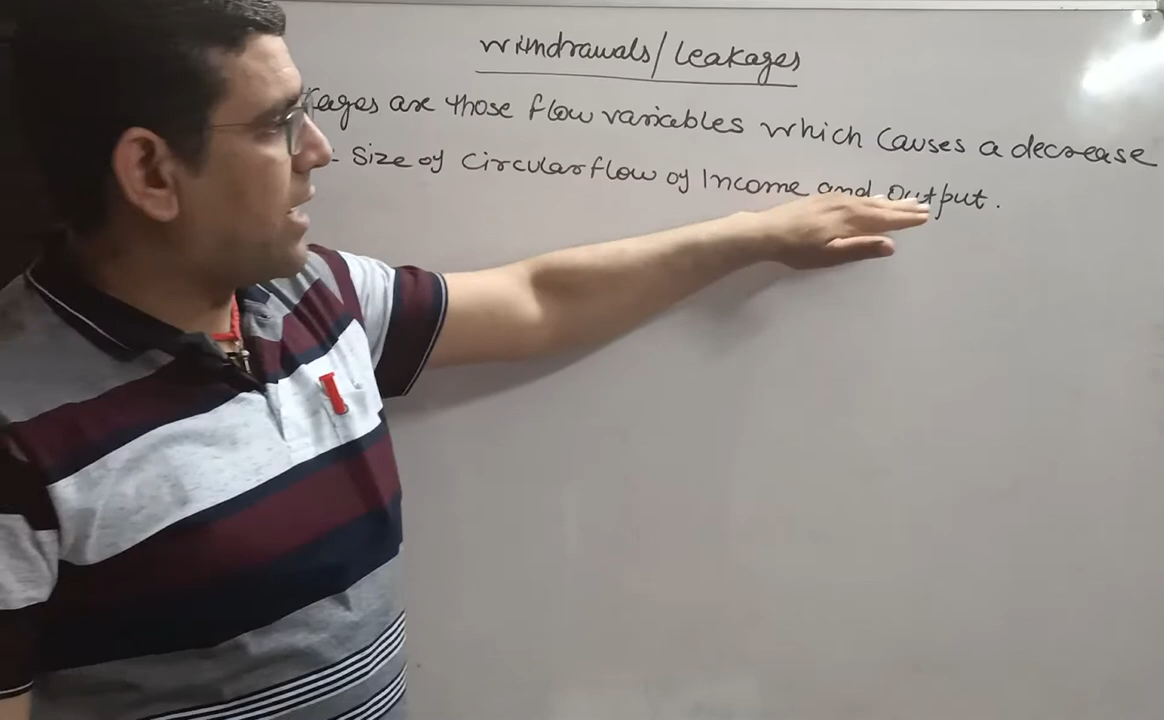 withdrawals/Leakages
kages are those flow variables which causes a decrease
size of circular flow of Income and output.